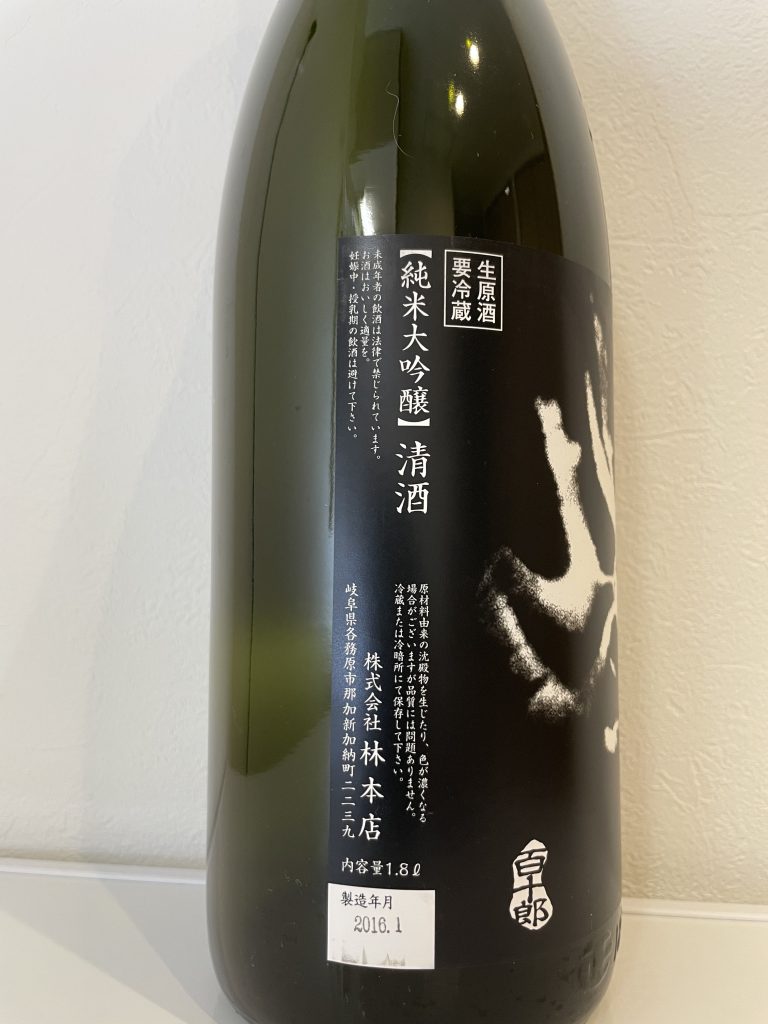 生原酒
要冷蔵
【純米大吟醸】清酒
未成年者の飲酒は法律で禁じられています。
お酒はおいしく適量を。
妊娠中・授乳期の飲酒は避けて下さい。
原材料由来の沈殿物を生じたり、色が濃くなる
場合がございますが品質には問題ありません。
冷蔵または冷暗所にて保存して下さい。
株式会社 林本店
岐阜県各務原市那加新加納町二二三九
内容量1.8ℓ
製造年月
2016.1
百十郎